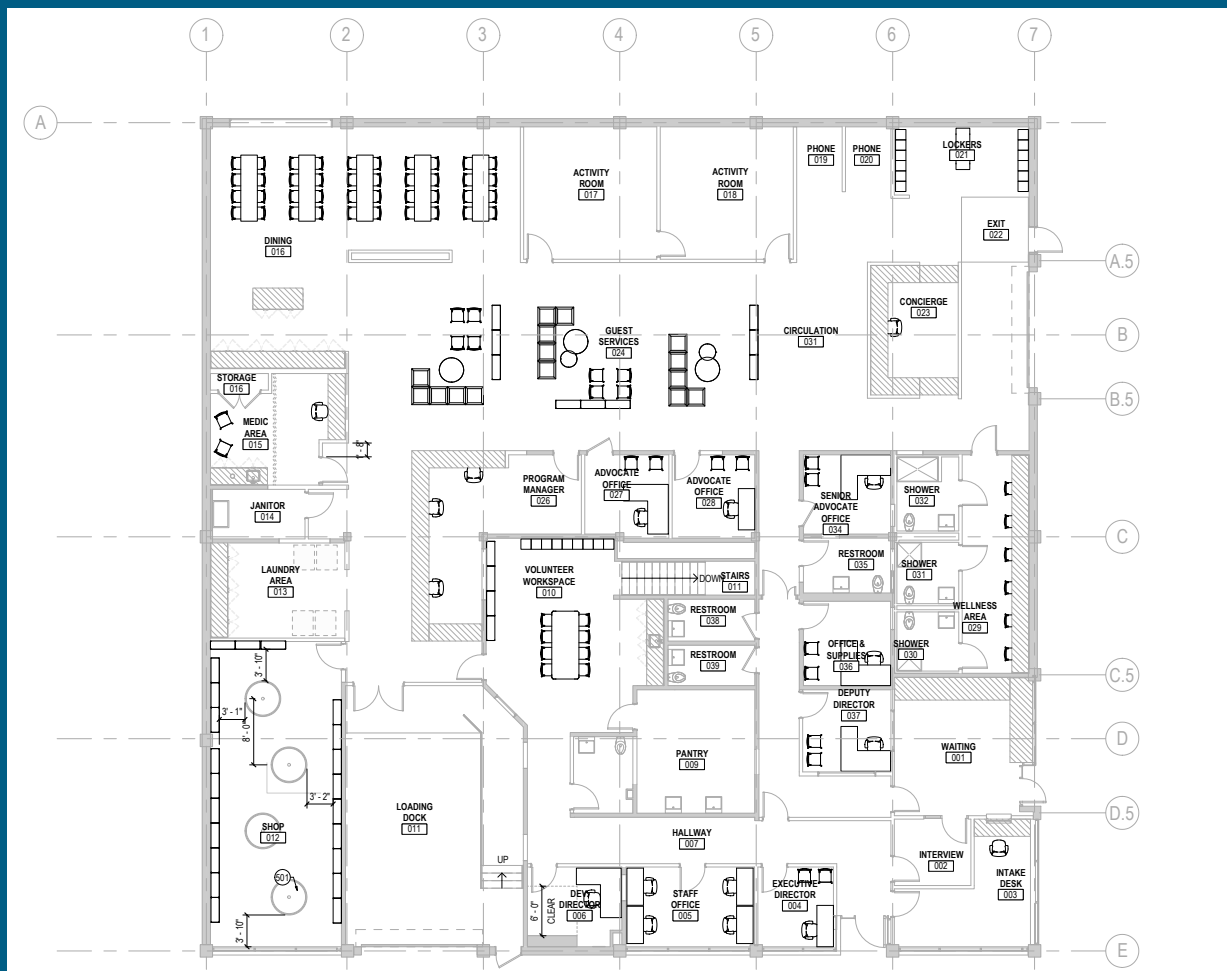 1
2
3
4
5
6
7
A
PHONE
019
PHONE
020
LOCKERS
021
ACTIVITY
ROOM
017
ACTIVITY
ROOM
018
EXIT
022
DINING
016
A.5
CONCIERGE
023
GUEST
SERVICES
024
CIRCULATION
031
B
STORAGE
016
B.5
MEDIC
AREA
015
PROGRAM
MANAGER
026
ADVOCATE
OFFICE
027
ADVOCATE
OFFICE
028
SENIOR
ADVOCATE
OFFICE
034
SHOWER
032
JANITOR
014
C
LAUNDRY
AREA
013
VOLUNTEER
WORKSPACE
010
DOWN
STAIRS
011
RESTROOM
035
SHOWER
031
WELLNESS
AREA
029
RESTROOM
038
RESTROOM
039
OFFICE &
SUPPLIES
036
SHOWER
030
C.5
3' - 10"
3' - 1"
8' - 0"
3' - 2"
DEPUTY
DIRECTOR
037
D
WAITING
001
PANTRY
009
LOADING
DOCK
011
D.5
SHOP
012
HALLWAY
007
INTERVIEW
002
UP
INTAKE
DESK
003
501
6' - 0"
CLEAR
DEVI
DIRECTOR
006
STAFF
OFFICE
005
EXECUTIVE
DIRECTOR
004
3' - 10"
E